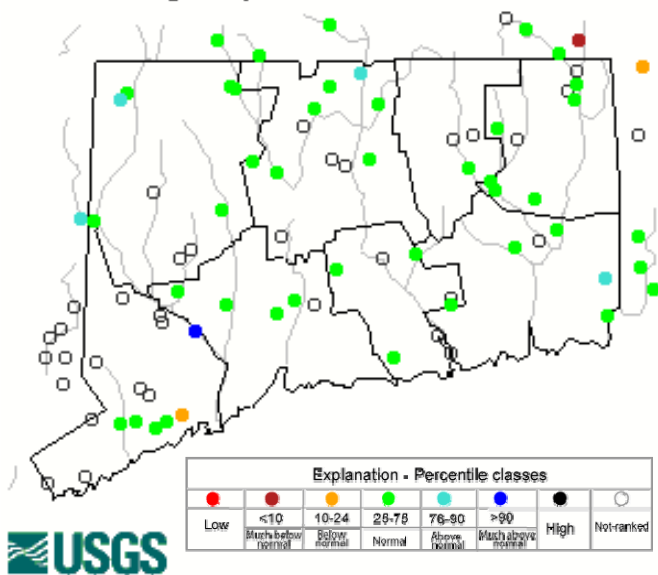 Explanation - Percentile classes
Low
<10
Much below
normal
10-24
Below
normal
25-75
Normal
76-90
Above
normal
>90
Much above
normal
High
Not-ranked
USGS